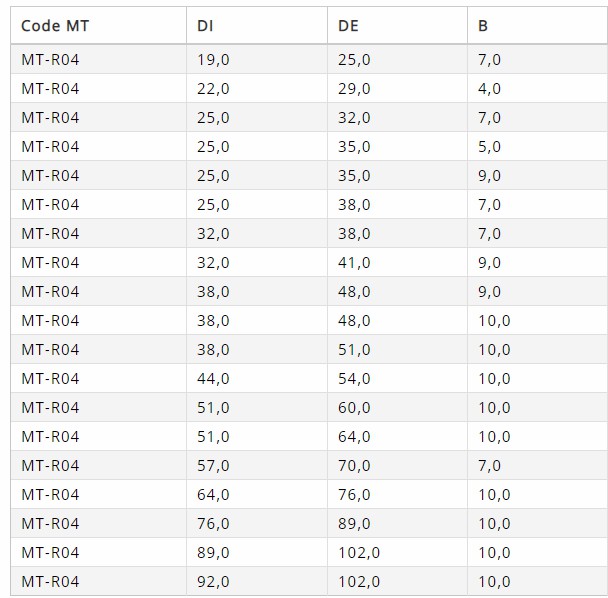 Code MT DI DE B
MT-R04 19,0 25,0 7,0
MT-R04 22,0 29,0 4,0
MT-R04 25,0 32,0 7,0
MT-R04 25,0 35,0 5,0
MT-R04 25,0 35,0 9,0
MT-R04 25,0 38,0 7,0
MT-R04 32,0 38,0 7,0
MT-R04 32,0 41,0 9,0
MT-R04 38,0 48,0 9,0
MT-R04 38,0 48,0 10,0
MT-R04 38,0 51,0 10,0
MT-R04 44,0 54,0 10,0
MT-R04 51,0 60,0 10,0
MT-R04 51,0 64,0 10,0
MT-R04 57,0 70,0 7,0
MT-R04 64,0 76,0 10,0
MT-R04 76,0 89,0 10,0
MT-R04 89,0 102,0 10,0
MT-R04 92,0 102,0 10,0